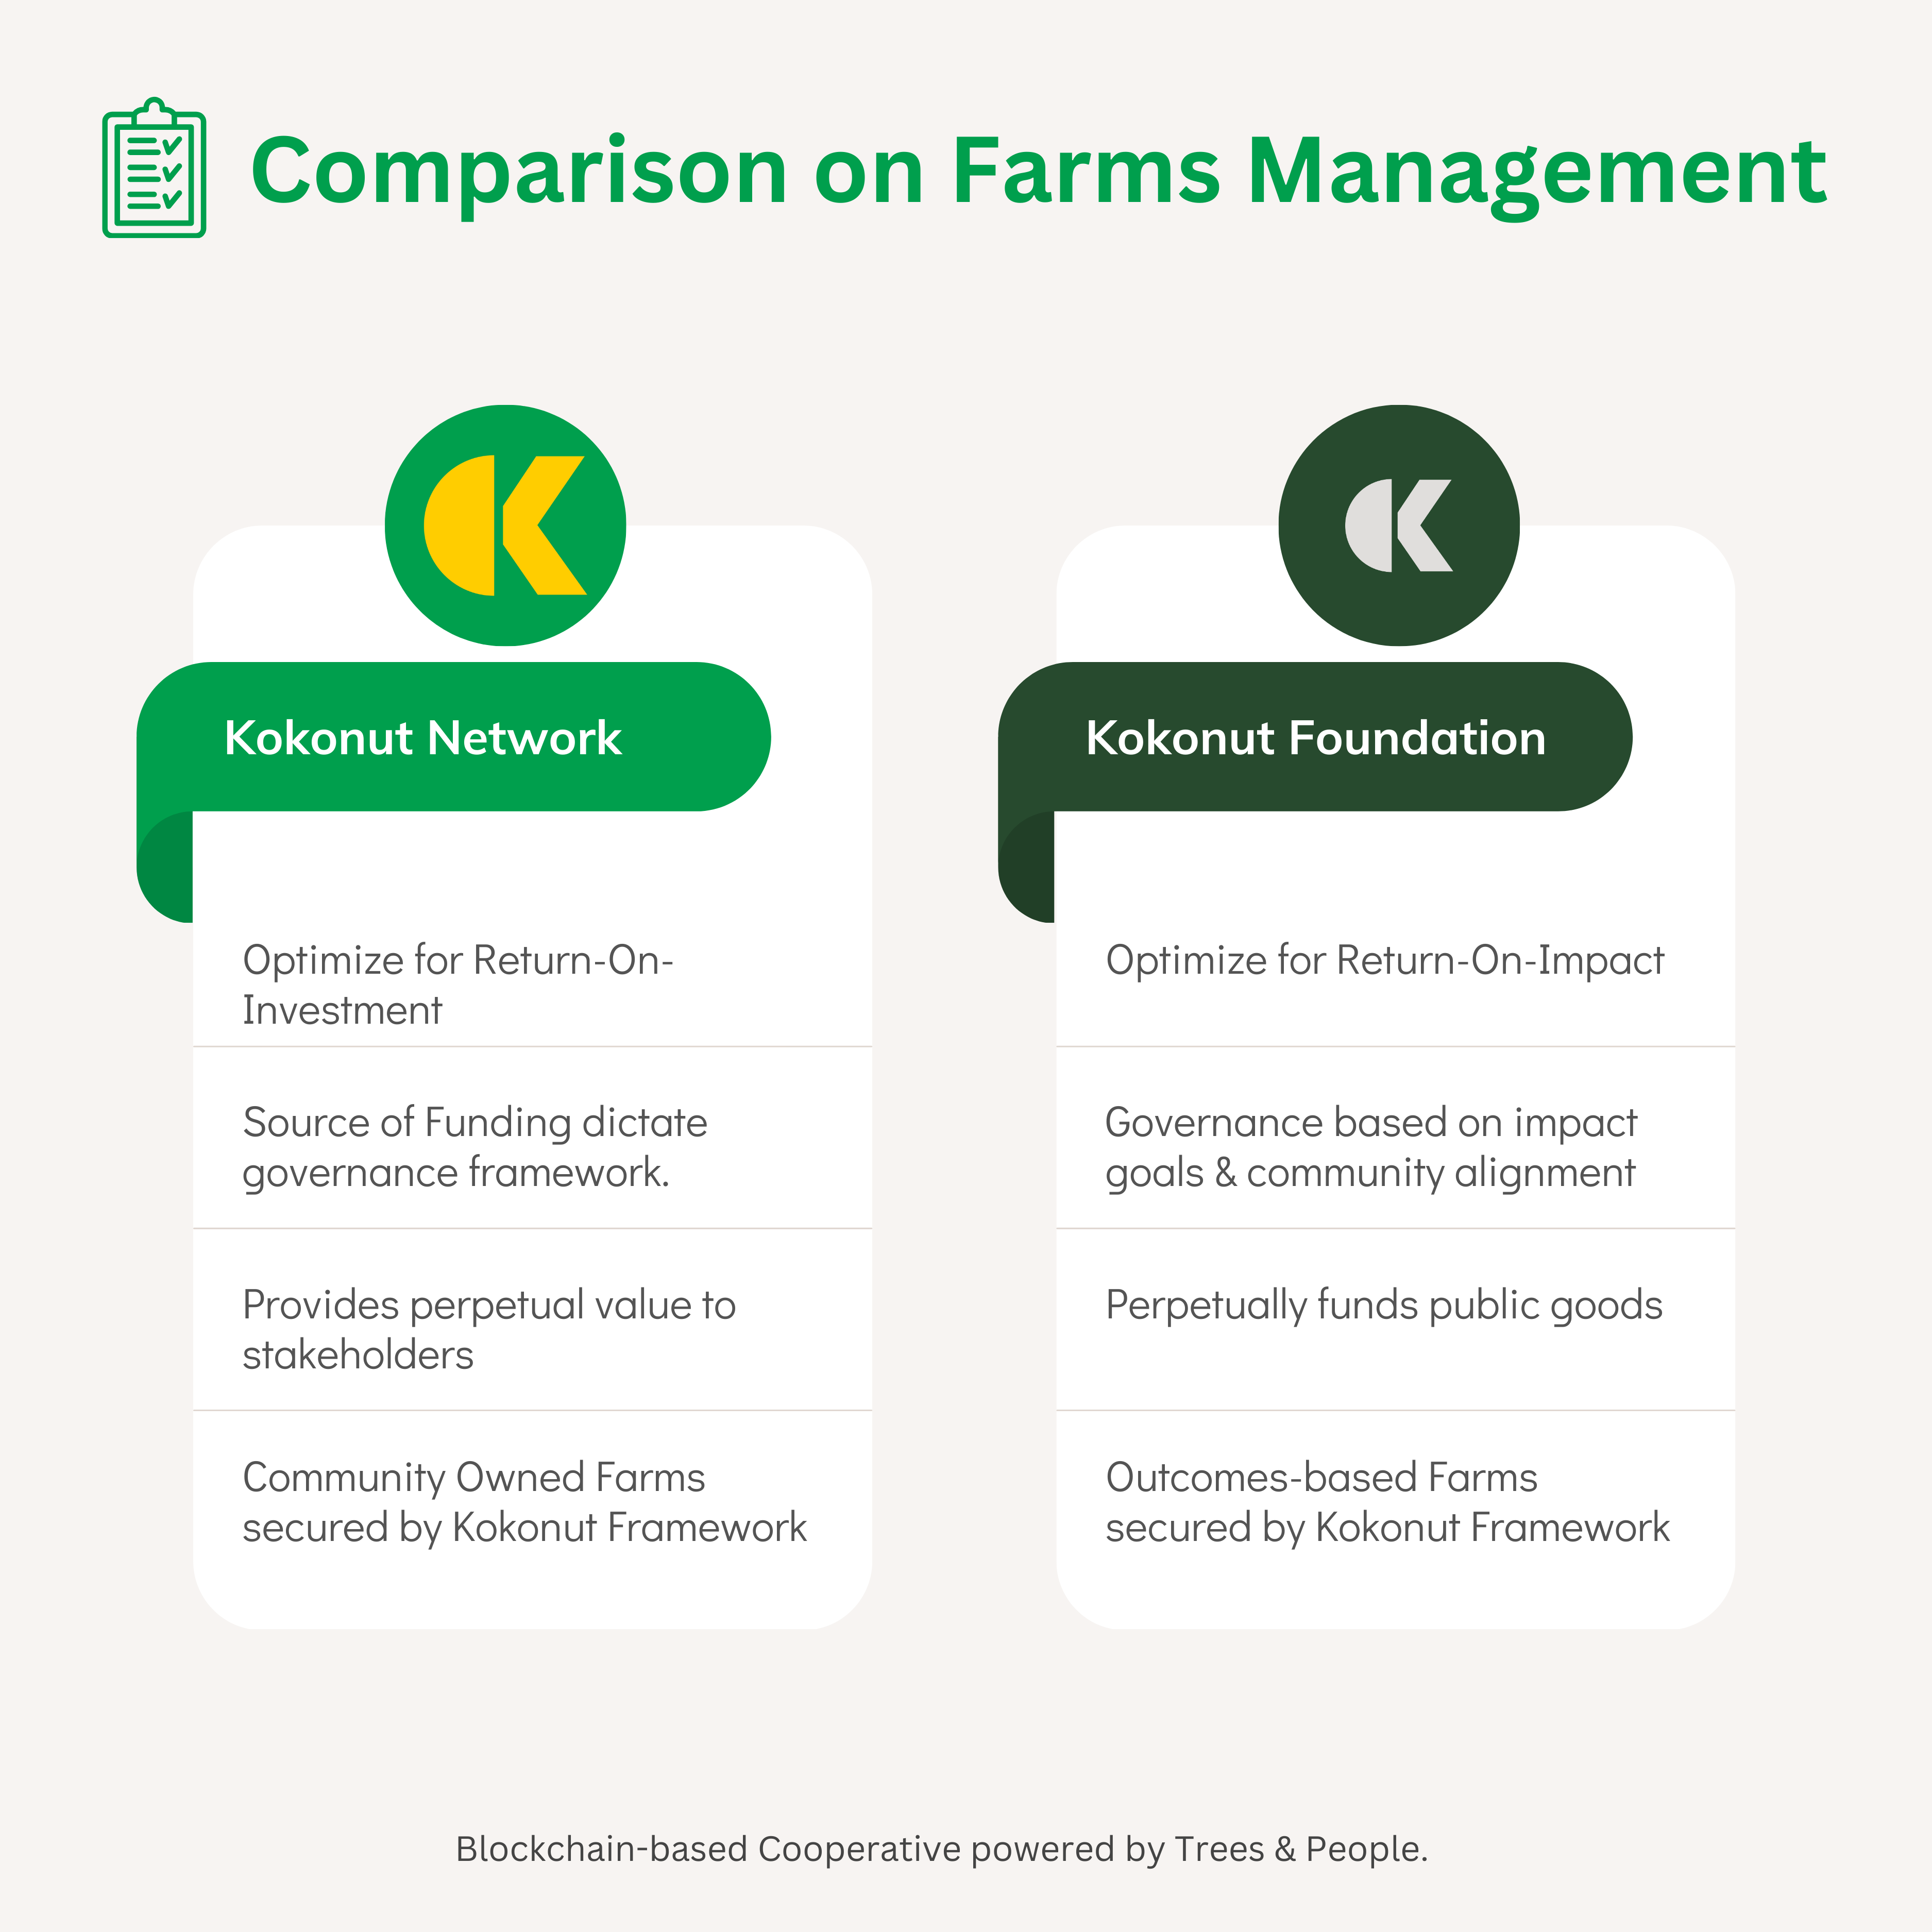 Comparison on Farms Management
Kokonut Network
Optimize for Return-On-
Investment
Source of Funding dictate
governance framework.
Provides perpetual value to
stakeholders
Community Owned Farms
secured by Kokonut Framework
Kokonut Foundation
Optimize for Return-On-Impact
Governance based on impact
goals & community alignment
Perpetually funds public goods
Outcomes-based Farms
secured by Kokonut Framework
Blockchain-based Cooperative powered by Trees & People.